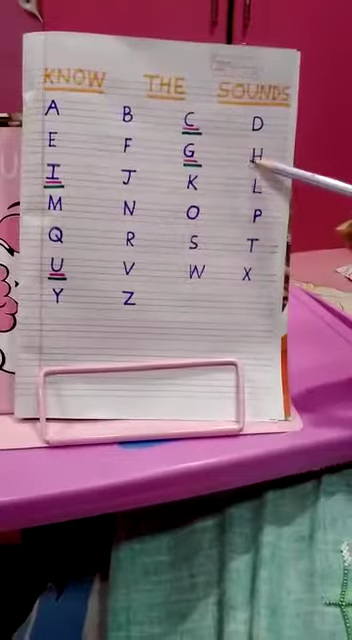 KNOW THE SOUNDS
A B C D
E F G H
I J K L
M N O P
Q R S T
U V W X
Y Z